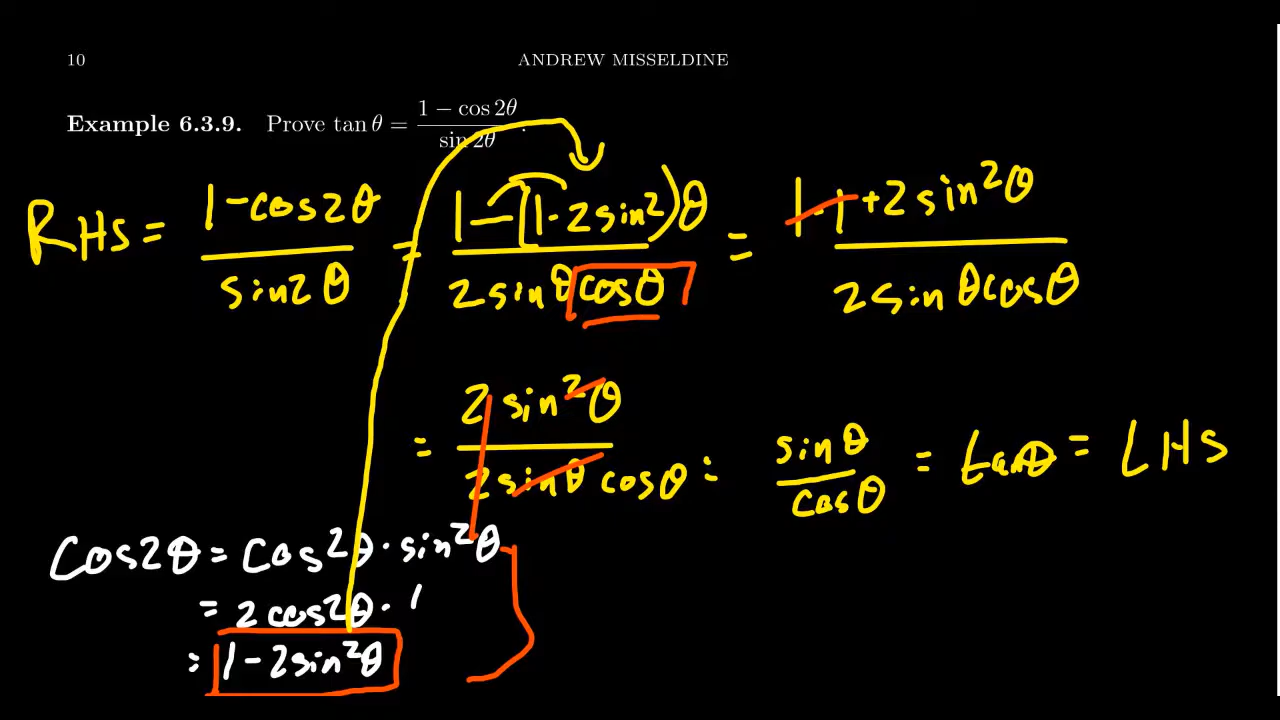 10 ANDREW MISSELDINE
Example 6.3.9. Prove tan θ = (1 − cos 2θ)/(sin 2θ).
RHS = (1-cos2θ)/(sin2θ) = (1-(1-2sin²)θ)/(2sinθcosθ) = (1-1+2sin²θ)/(2sinθcosθ)
= (2sin²θ)/(2sinθcosθ) = (sinθ)/(cosθ) = tanθ = LHS
Cos2θ = Cos²θ·sin²θ
= 2cos²θ·1
= 1-2sin²θ